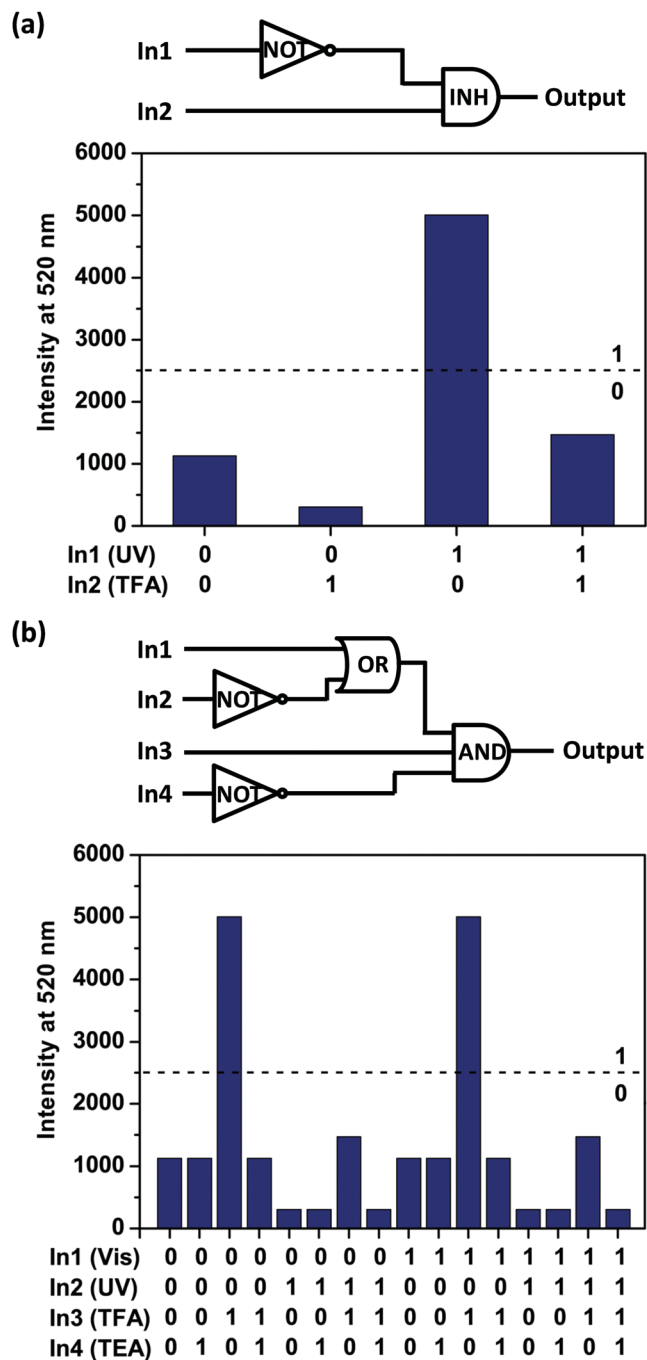 (a)
In1 NOT
INH Output
In2
6000
5000
4000
3000
2000
1000
0
Intensity at 520 nm
1
0
In1 (UV) 0 0 1 1
In2 (TFA) 0 1 0 1
(b)
In1
OR
In2 NOT
In3 AND Output
In4 NOT
6000
5000
4000
3000
2000
1000
0
Intensity at 520 nm
1
0
In1 (Vis) 0 0 0 0 0 0 0 0 1 1 1 1 1 1 1 1
In2 (UV) 0 0 0 0 1 1 1 1 0 0 0 0 1 1 1 1
In3 (TFA) 0 0 1 1 0 0 1 1 0 0 1 1 0 0 1 1
In4 (TEA) 0 1 0 1 0 1 0 1 0 1 0 1 0 1 0 1